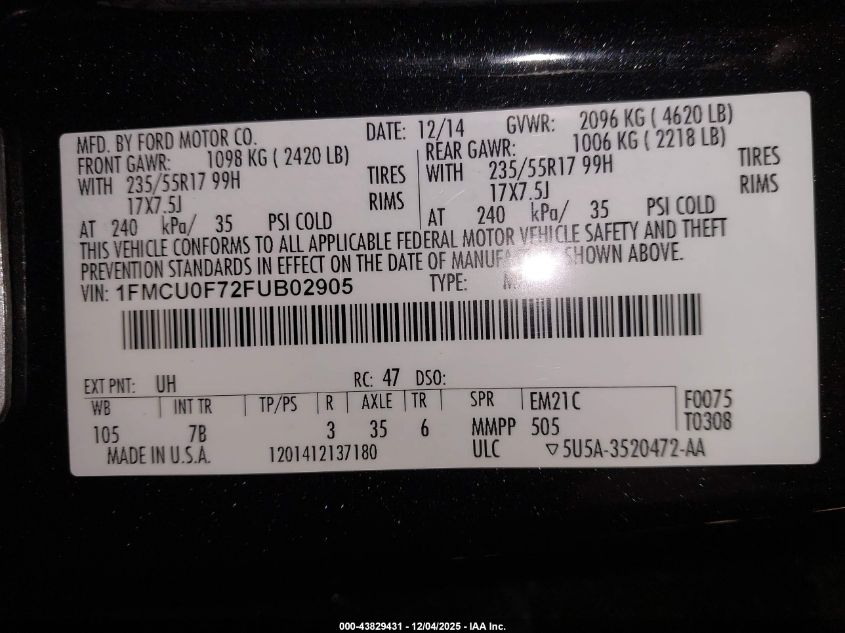 MFD. BY FORD MOTOR CO. DATE: 12/14 GVWR: 2096 KG ( 4620 LB)
FRONT GAWR: 1098 KG ( 2420 LB) REAR GAWR: 1006 KG ( 2218 LB)
WITH 235/55R17 99H TIRES WITH 235/55R17 99H TIRES
17X7.5J RIMS 17X7.5J RIMS
AT 240 kPa/ 35 PSI COLD AT 240 kPa/ 35 PSI COLD
THIS VEHICLE CONFORMS TO ALL APPLICABLE FEDERAL MOTOR VEHICLE SAFETY AND THEFT
PREVENTION STANDARDS IN EFFECT ON THE DATE OF SHOWN ABOVE.
VIN: 1FMCU0F72FUB02905 TYPE:
EXT PNT: UH RC: 47 DSO:
WB INT TR TP/PS R AXLE TR SPR EM21C F0075
105 7B 3 35 6 MMPP 505 T0308
MADE IN U.S.A. 1201412137180 ULC ▽5U5A-3520472-AA
000-43829431 - 12/04/2025 - IAA Inc.